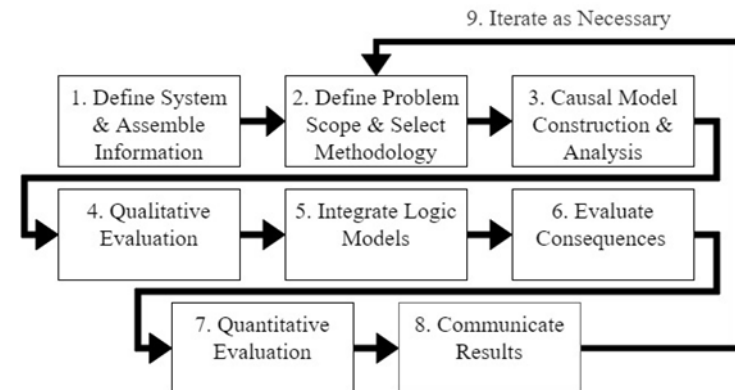 9. Iterate as Necessary
1. Define System
& Assemble
Information
2. Define Problem
Scope & Select
Methodology
3. Causal Model
Construction &
Analysis
4. Qualitative
Evaluation
5. Integrate Logic
Models
6. Evaluate
Consequences
7. Quantitative
Evaluation
8. Communicate
Results